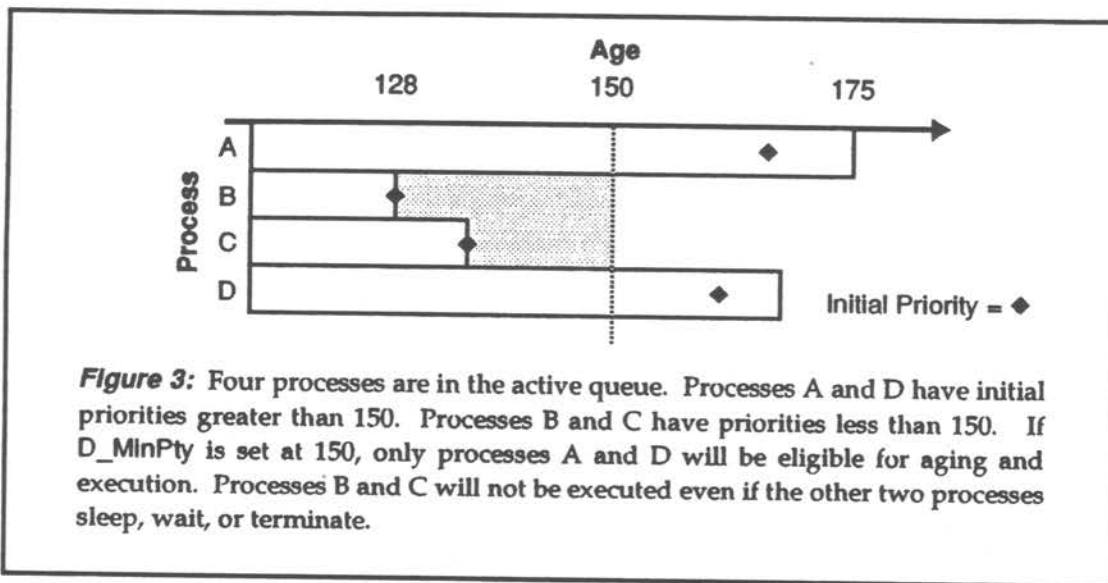 Age
128 150 175
Process
A
B
C
D
Initial Priority = ◆
Figure 3: Four processes are in the active queue. Processes A and D have initial
priorities greater than 150. Processes B and C have priorities less than 150. If
D_MinPty is set at 150, only processes A and D will be eligible for aging and
execution. Processes B and C will not be executed even if the other two processes
sleep, wait, or terminate.